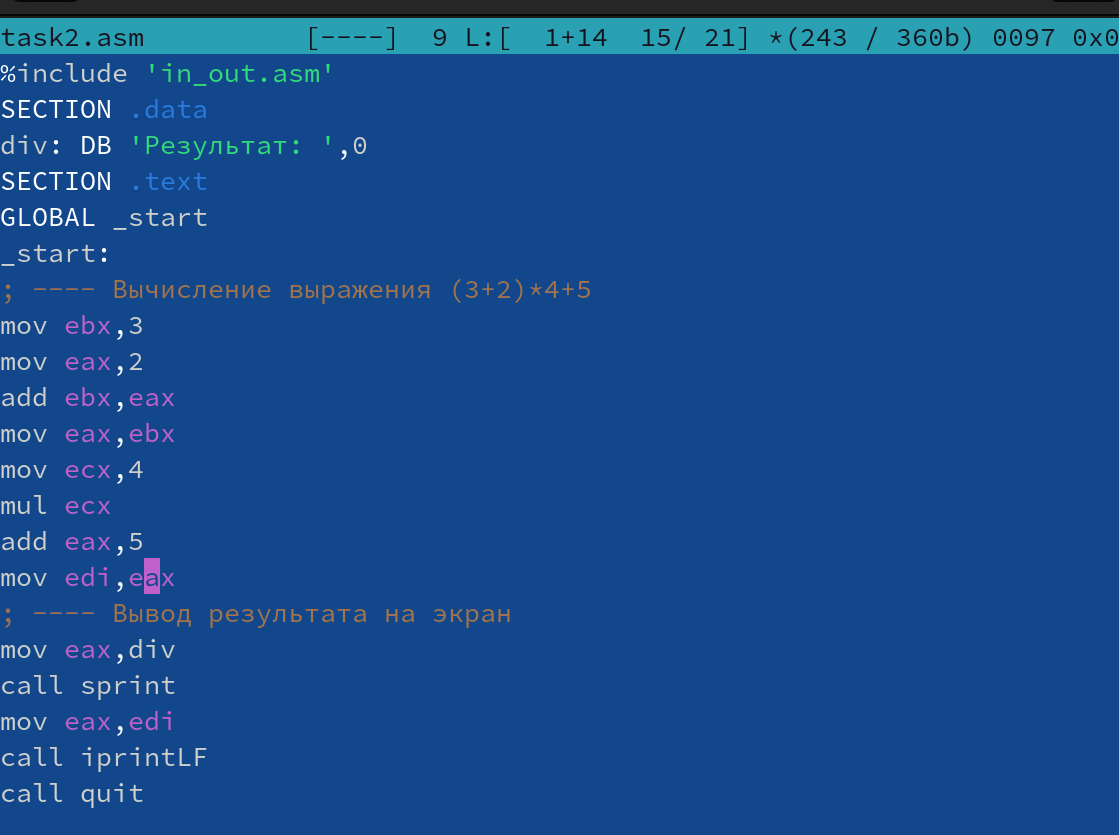 task2.asm [----] 9 L:[ 1+14 15/ 21] *(243 / 360b) 0097 0x0
%include 'in_out.asm'
SECTION .data
div: DB 'Результат: ',0
SECTION .text
GLOBAL _start
_start:
; ---- Вычисление выражения (3+2)*4+5
mov ebx,3
mov eax,2
add ebx,eax
mov eax,ebx
mov ecx,4
mul ecx
add eax,5
mov edi,eax
; ---- Вывод результата на экран
mov eax,div
call sprint
mov eax,edi
call iprintLF
call quit